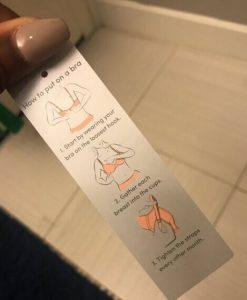 How to put on a bra
1. Start by wearing your
bra on the loosest hook.
2. Gather each
breast into the cups.
3. Tighten the straps
every other month.